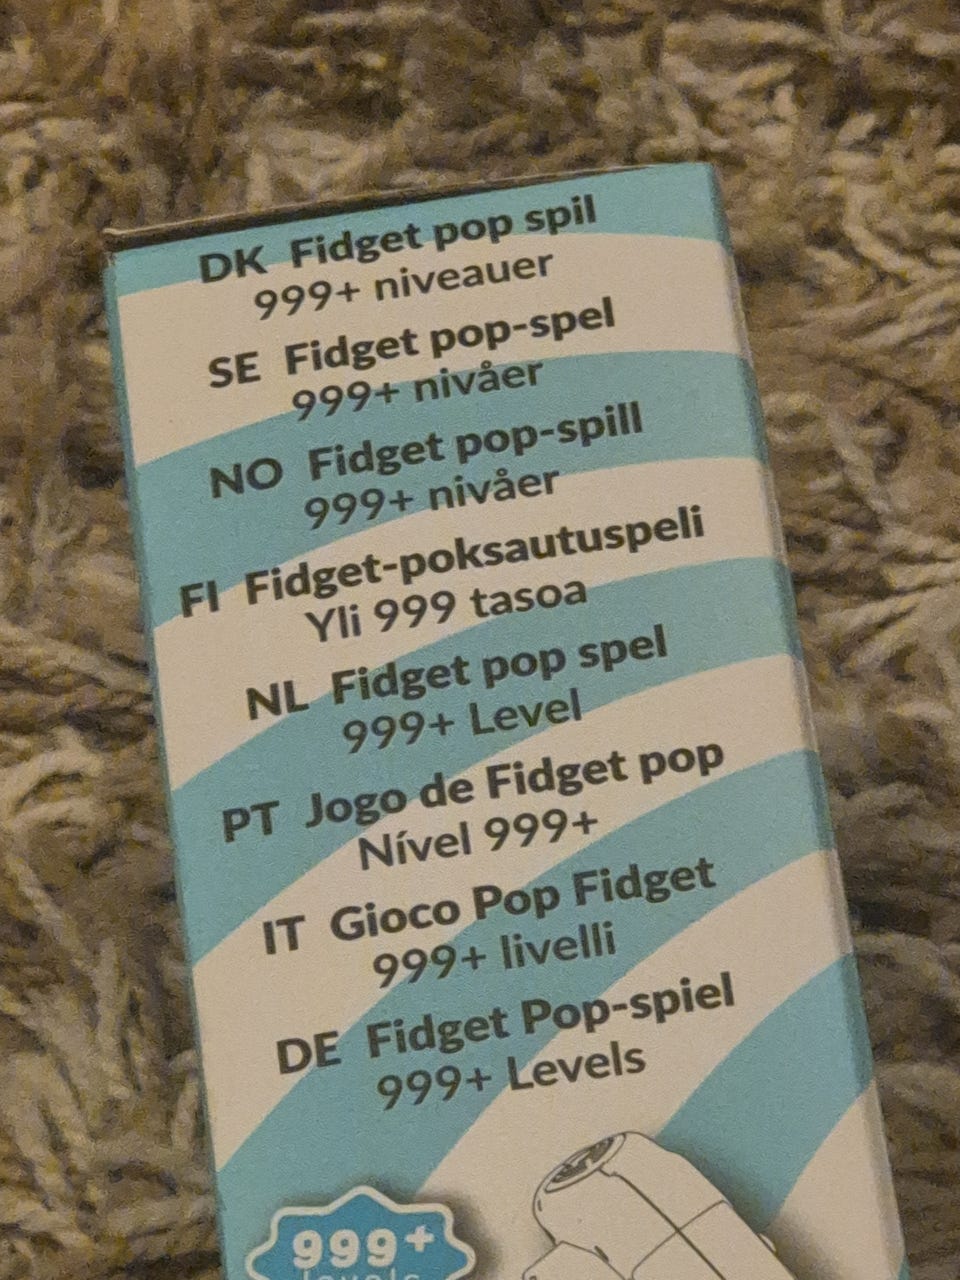 DK Fidget pop spil
999+ niveauer
SE Fidget pop-spel
999+ nivåer
NO Fidget pop-spill
999+ nivåer
FI Fidget-poksautuspeli
Yli 999 tasoa
NL Fidget pop spel
999+ Level
PT Jogo de Fidget pop
Nível 999+
IT Gioco Pop Fidget
999+ livelli
DE Fidget Pop-spiel
999+ Levels
999+
levels